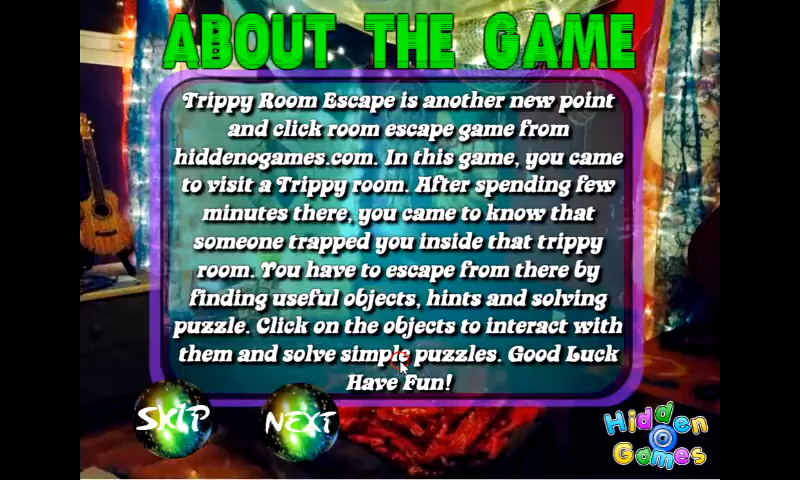 ABOUT THE GAME
Trippy Room Escape is another new point
and click room escape game from
hiddenogames.com. In this game, you came
to visit a Trippy room. After spending few
minutes there, you came to know that
someone trapped you inside that trippy
room. You have to escape from there by
finding useful objects, hints and solving
puzzle. Click on the objects to interact with
them and solve simple puzzles. Good Luck
Have Fun!
SKIP
NEXT
Hidden
Games